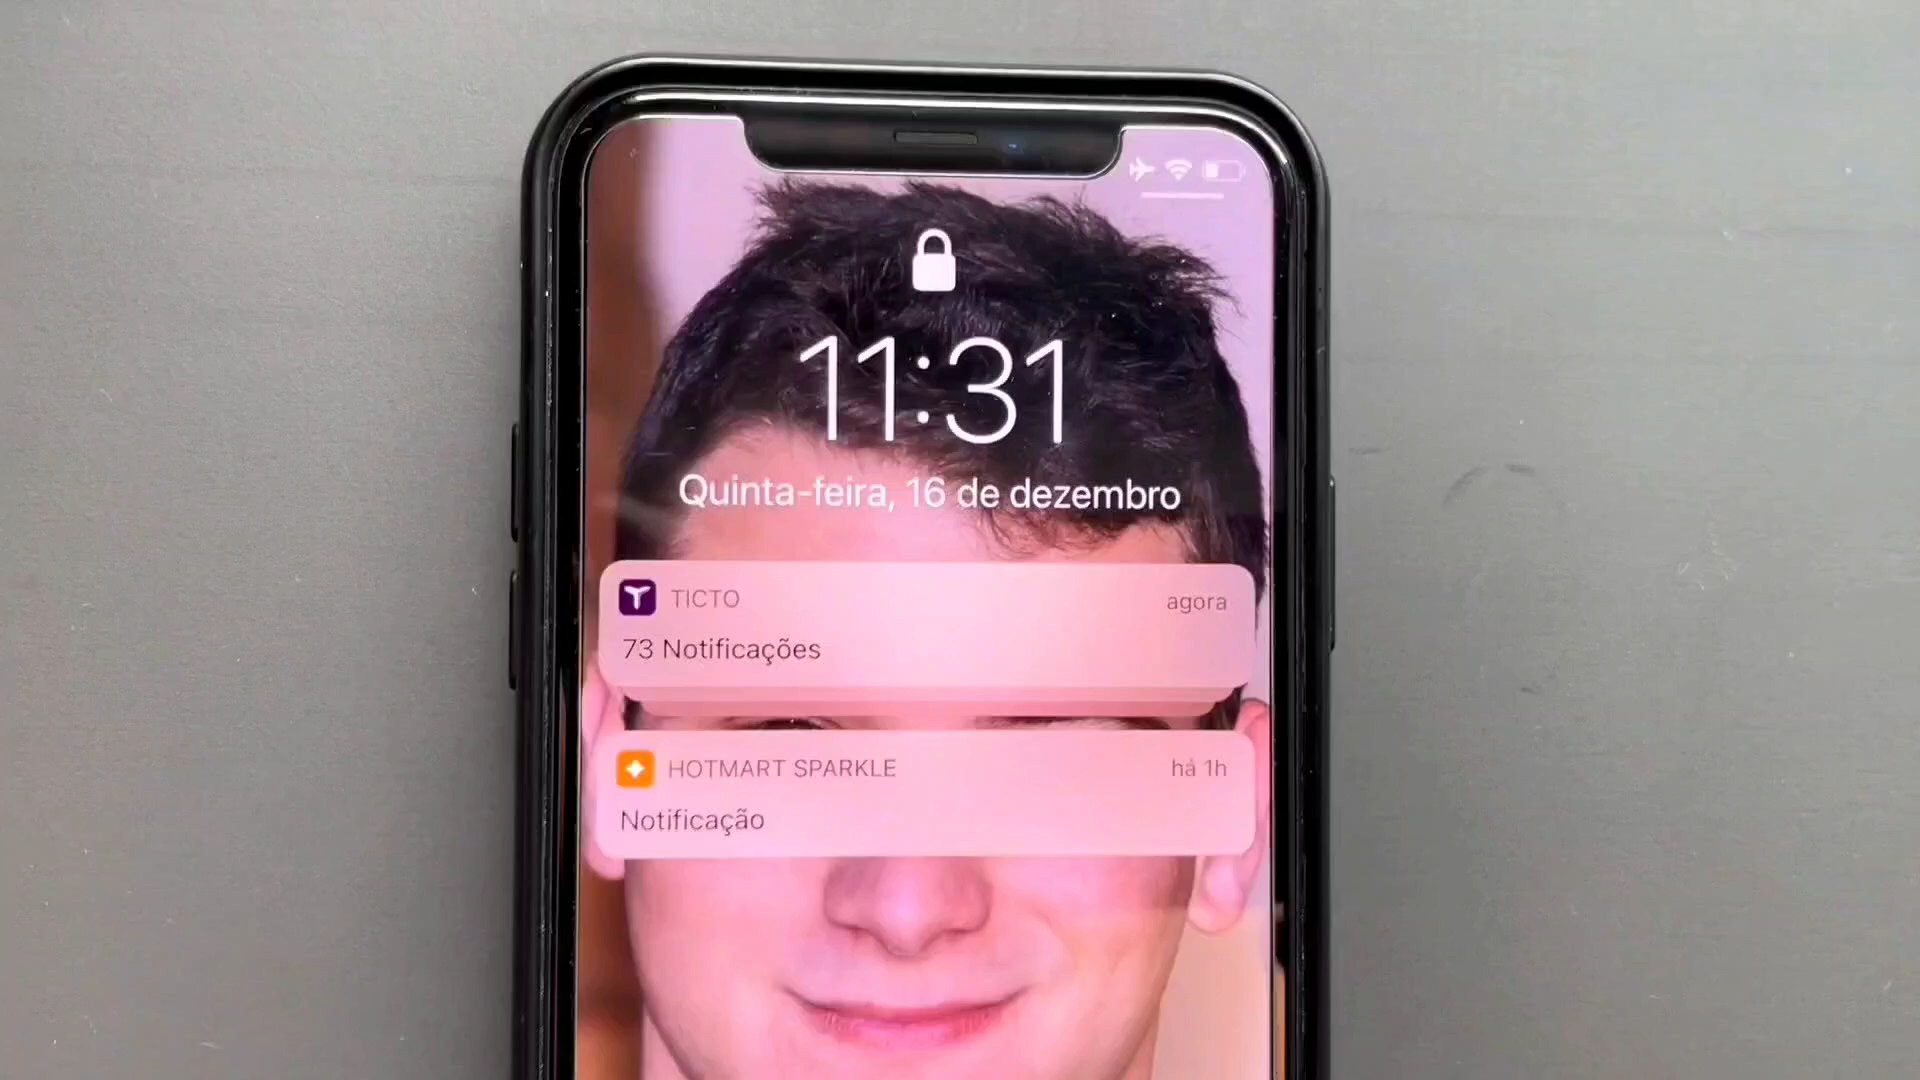 11:31
Quinta-feira, 16 de dezembro
TICTO agora
73 Notificações
HOTMART SPARKLE há 1h
Notificação